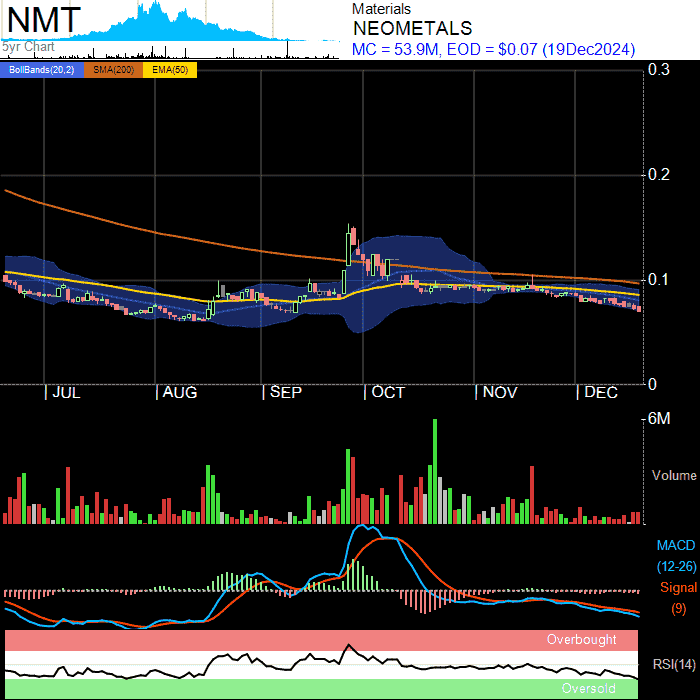 NMT
5yr Chart
Materials
NEOMETALS
MC = 53.9M, EOD = $0.07 (19Dec2024)
BollBands(20,2) SMA(200) EMA(50)
0.3
0.2
0.1
0
JUL AUG SEP OCT NOV DEC
6M
Volume
MACD
(12-26)
Signal
(9)
Overbought
RSI(14)
Oversold